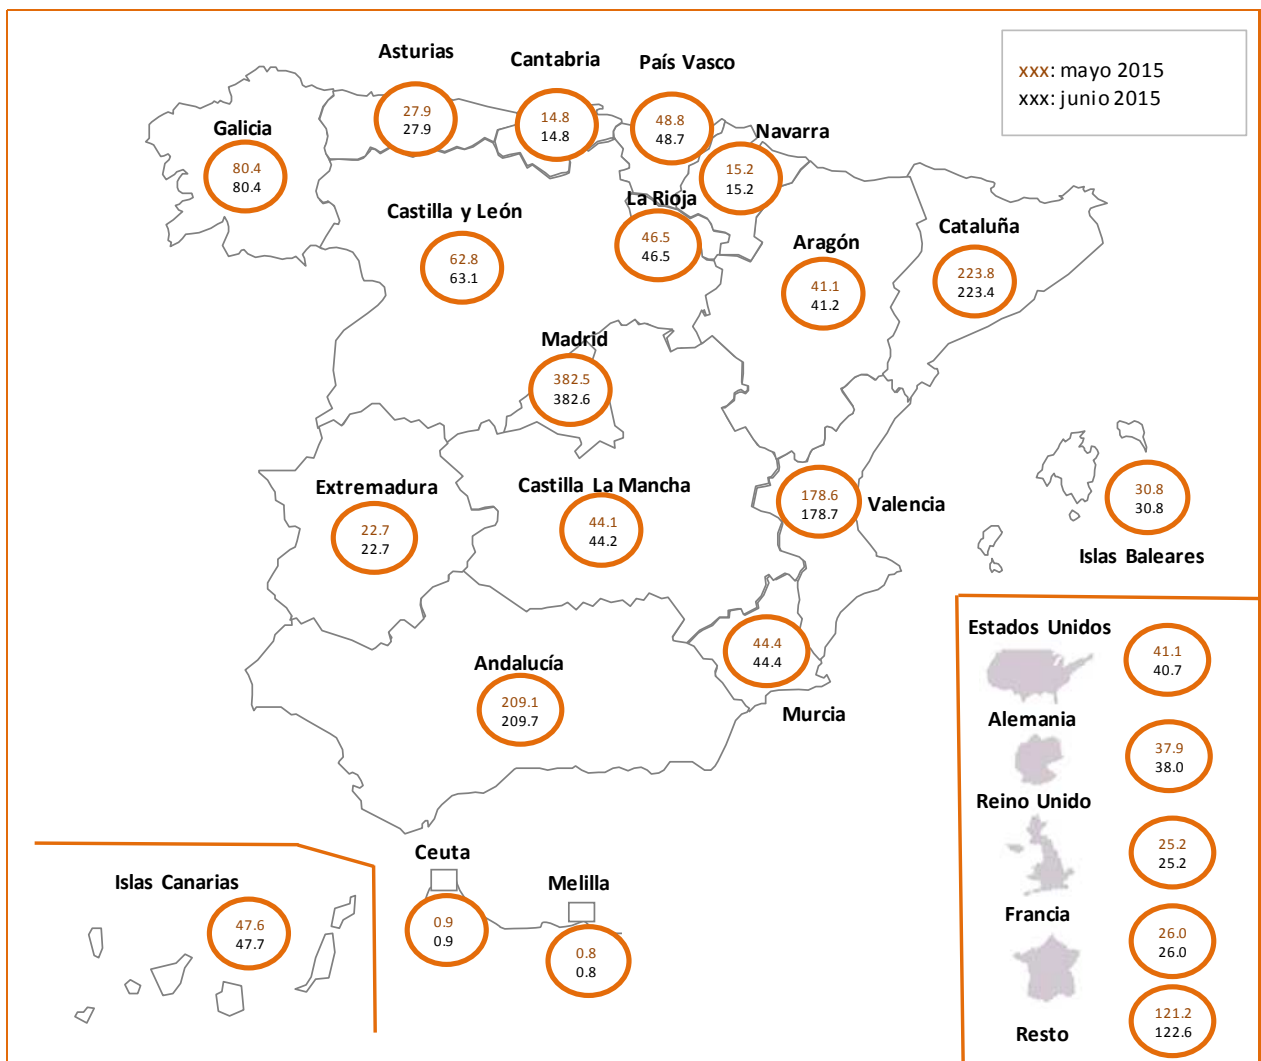 xxx: mayo 2015
xxx: junio 2015
Asturias
27.9
27.9
Cantabria
14.8
14.8
País Vasco
48.8
48.7
Navarra
15.2
15.2
Galicia
80.4
80.4
Castilla y León
62.8
63.1
La Rioja
46.5
46.5
Aragón
41.1
41.2
Cataluña
223.8
223.4
Madrid
382.5
382.6
Extremadura
22.7
22.7
Castilla La Mancha
44.1
44.2
178.6
178.7
Valencia
30.8
30.8
Islas Baleares
Andalucía
209.1
209.7
44.4
44.4
Murcia
Estados Unidos
41.1
40.7
Alemania
37.9
38.0
Reino Unido
25.2
25.2
Francia
26.0
26.0
Resto
121.2
122.6
Islas Canarias
47.6
47.7
Ceuta
0.9
0.9
Melilla
0.8
0.8